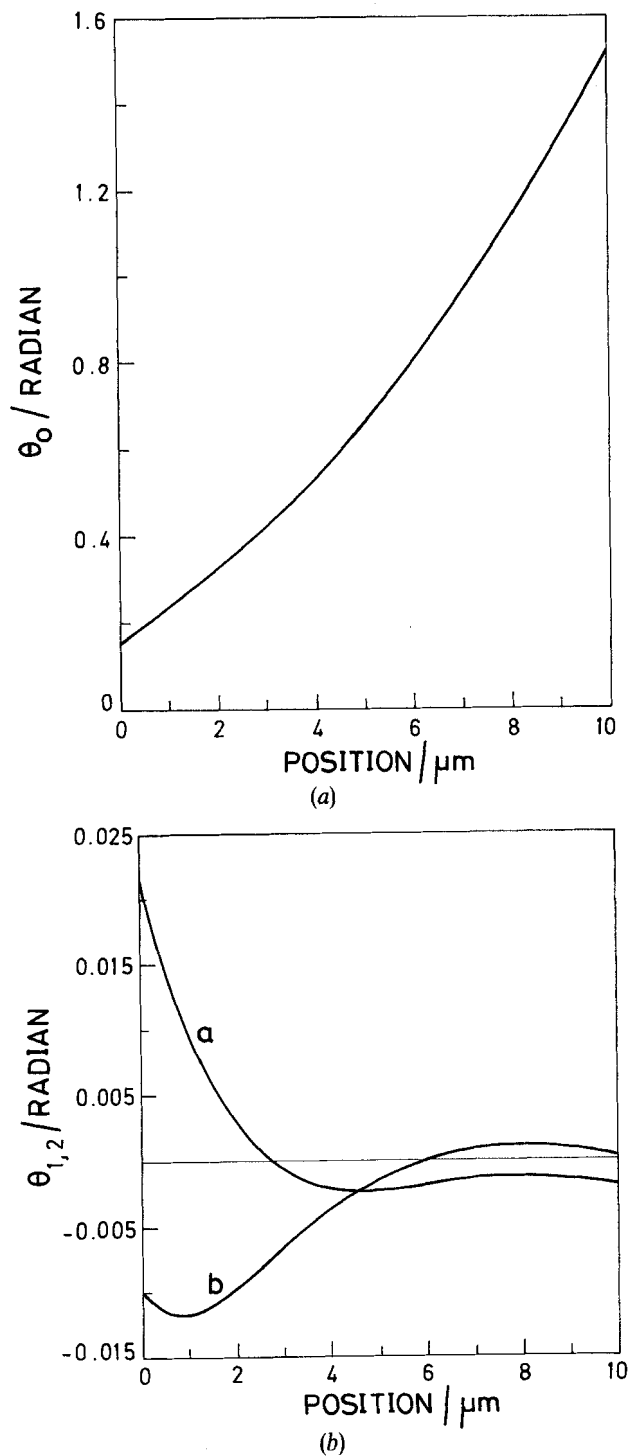 1.6
1.2
0.8
0.4
0
θ₀ / RADIAN
0 2 4 6 8 10
POSITION / μm
(a)
0.025
0.015
0.005
-0.005
-0.015
θ₁,₂ / RADIAN
a
b
0 2 4 6 8 10
POSITION / μm
(b)